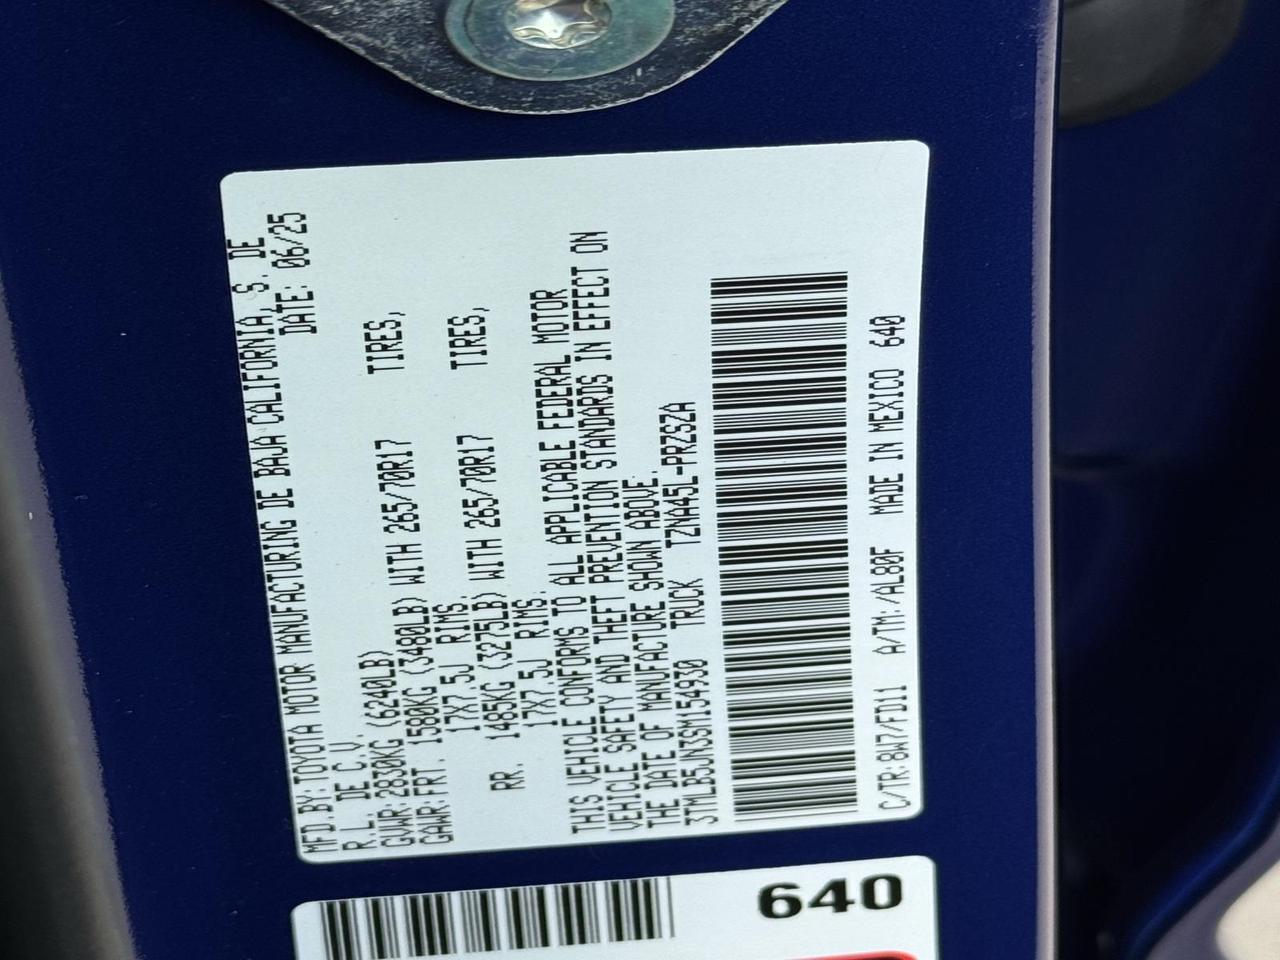 MFD.BY: TOYOTA MOTOR MANUFACTURING DE BAJA CALIFORNIA, S. DE
R.L. DE C.V. DATE: 06/25
GVWR: 2830KG (6240LB)
GAWR: FRT. 1580KG (3480LB) WITH 265/70R17 TIRES,
17X7.5J RIMS.
RR. 1485KG (3275LB) WITH 265/70R17 TIRES,
17X7.5J RIMS.
THIS VEHICLE CONFORMS TO ALL APPLICABLE FEDERAL MOTOR
VEHICLE SAFETY AND THEFT PREVENTION STANDARDS IN EFFECT ON
THE DATE OF MANUFACTURE SHOWN ABOVE.
3TMLB5JN3SM154930 TRUCK TZNA45L-PRZSZA
C/TR:8W7/FD11 A/TM:/AL80F MADE IN MEXICO 640
640